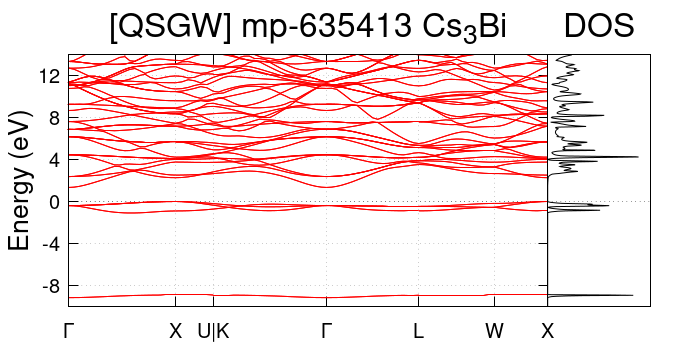 [QSGW] mp-635413 Cs₃Bi DOS
Energy (eV)
12
8
4
0
-4
-8
Γ X U|K Γ L W X